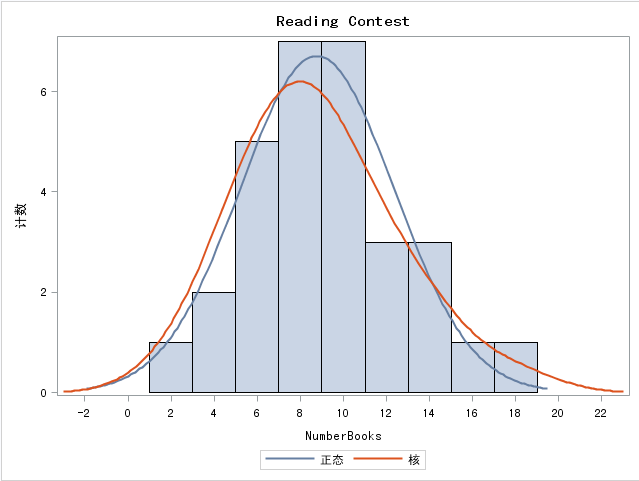 Reading Contest
计数
6
4
2
0
-2 0 2 4 6 8 10 12 14 16 18 20 22
NumberBooks
正态 核